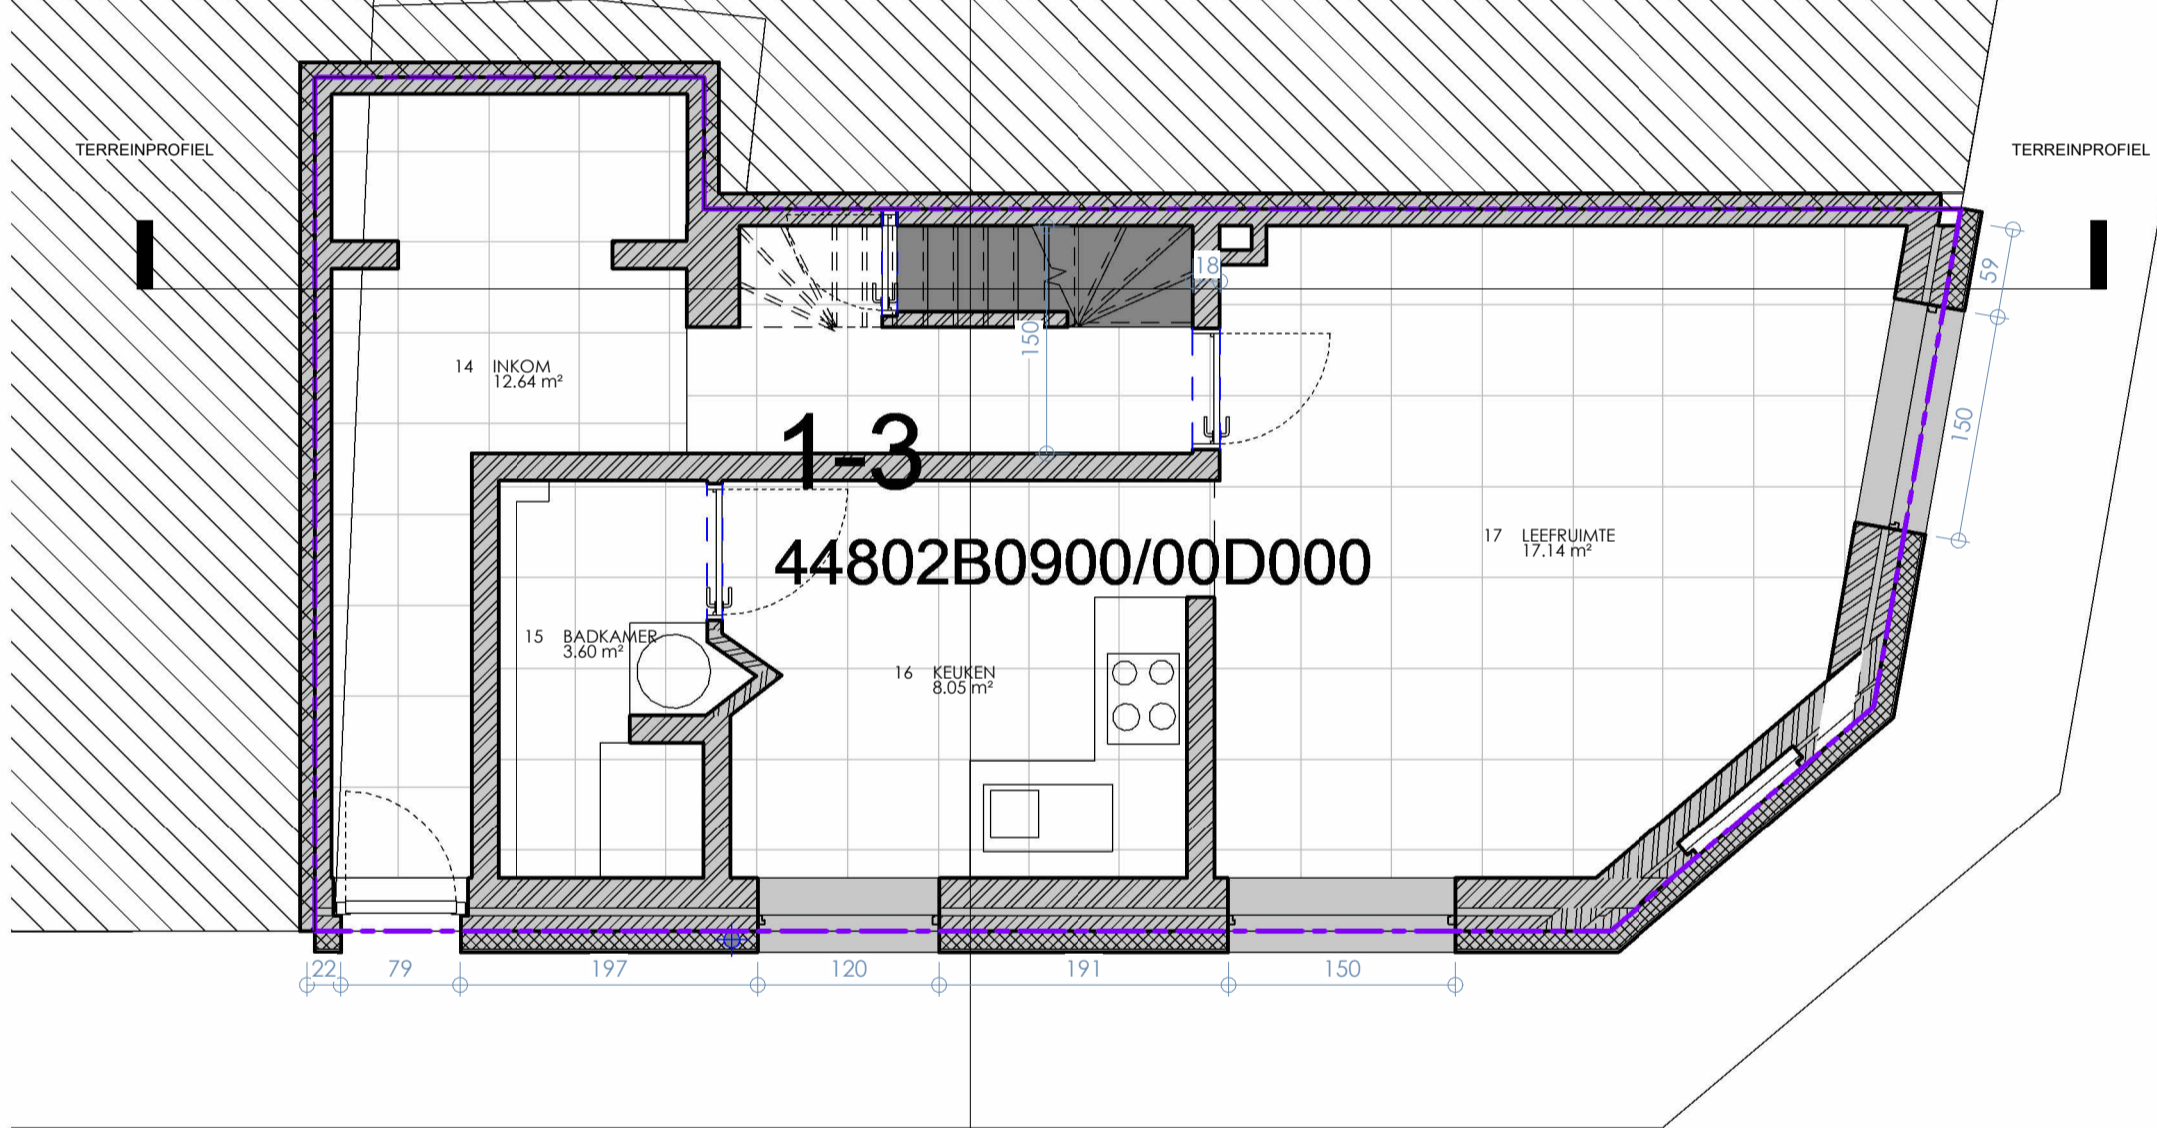 TERREINPROFIEL
TERREINPROFIEL
59
18
150
14 INKOM
12.64 m²
150
1-3
17 LEEFRUIMTE
17.14 m²
44802B0900/00D000
15 BADKAMER
3.60 m²
16 KEUKEN
8.05 m²
22 79 197 120 191 150